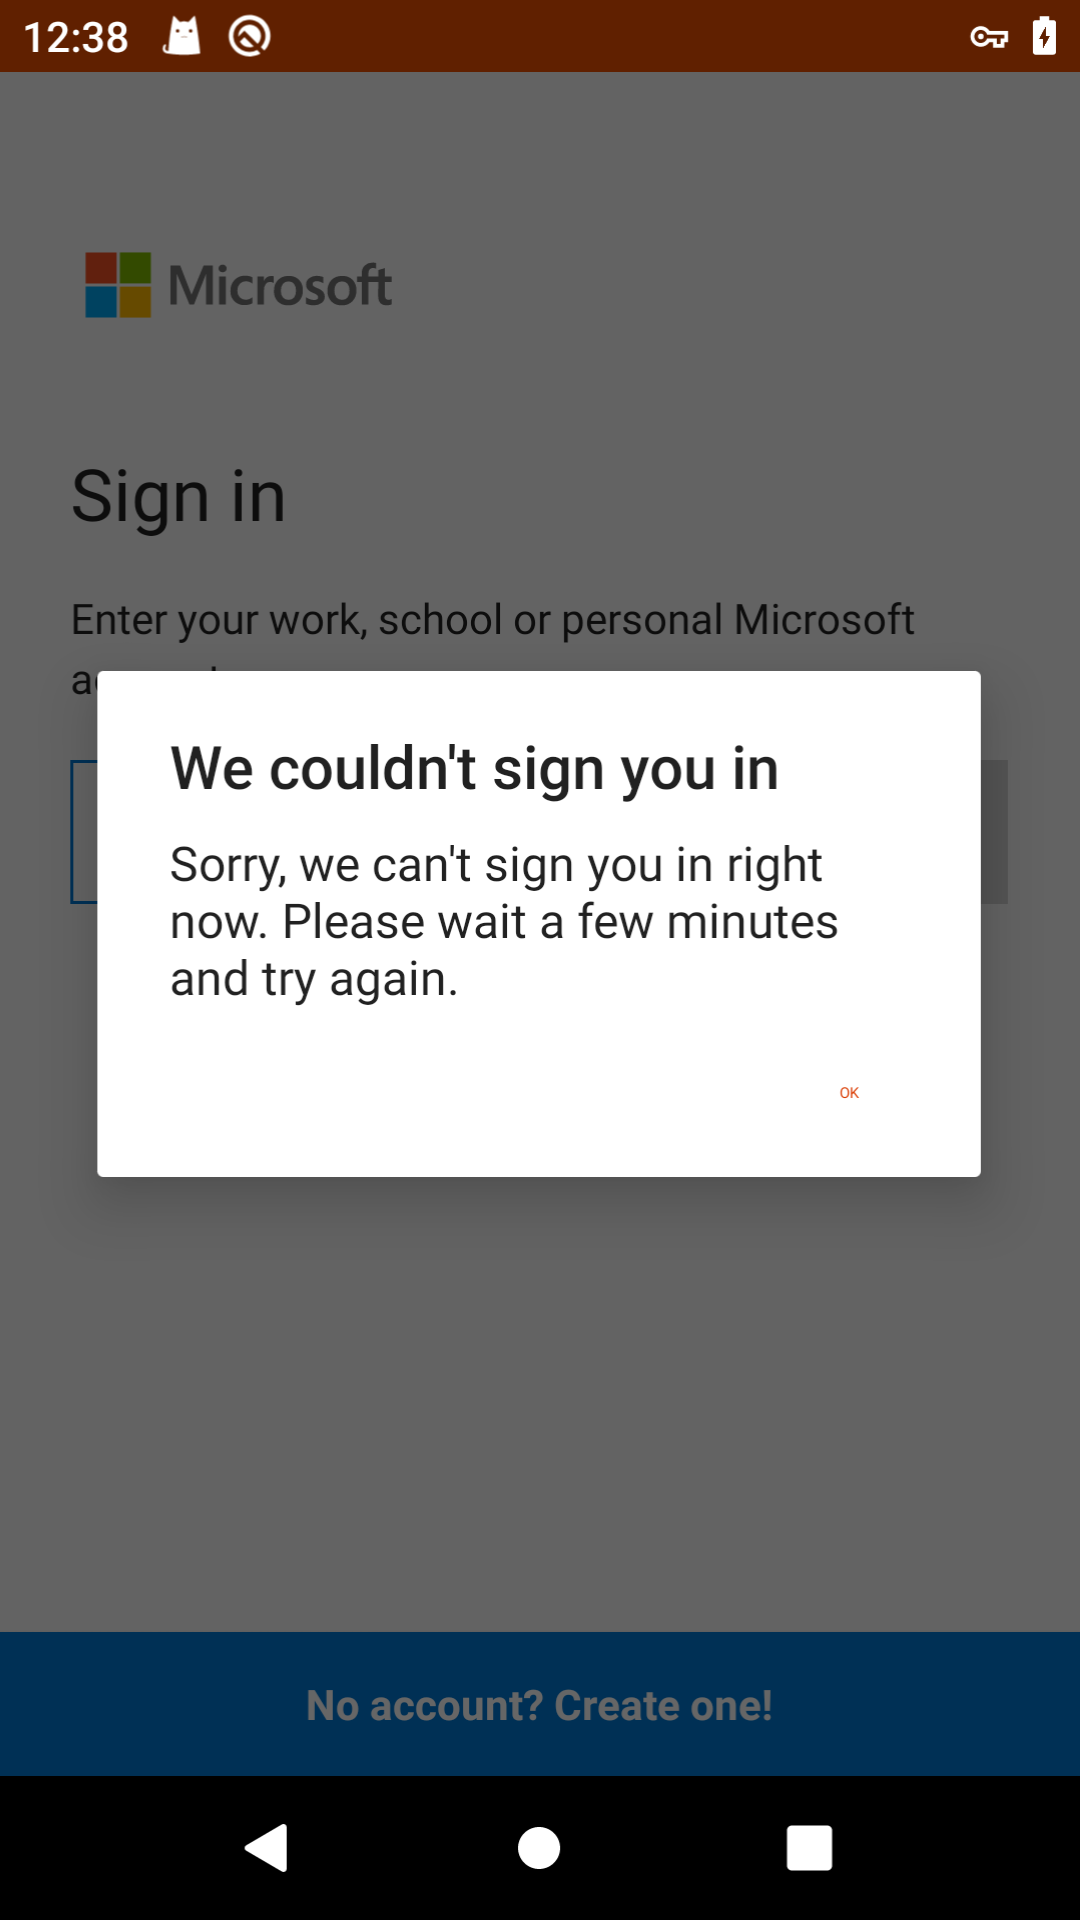 12:38
Microsoft
Sign in
Enter your work, school or personal Microsoft
We couldn't sign you in
Sorry, we can't sign you in right
now. Please wait a few minutes
and try again.
OK
No account? Create one!